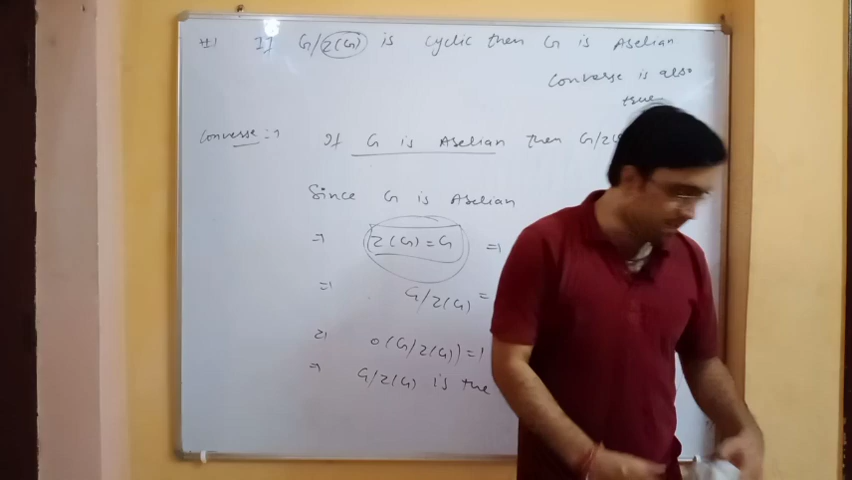 #1 If G/Z(G) is cyclic then G is Abelian
Converse is also
true
Converse :⇒ If G is Abelian then G/Z(G
Since G is Abelian
⇒ Z(G) = G ⇒
⇒ G/Z(G) =
⇒ o(G/Z(G)) = 1
⇒ G/Z(G) is the